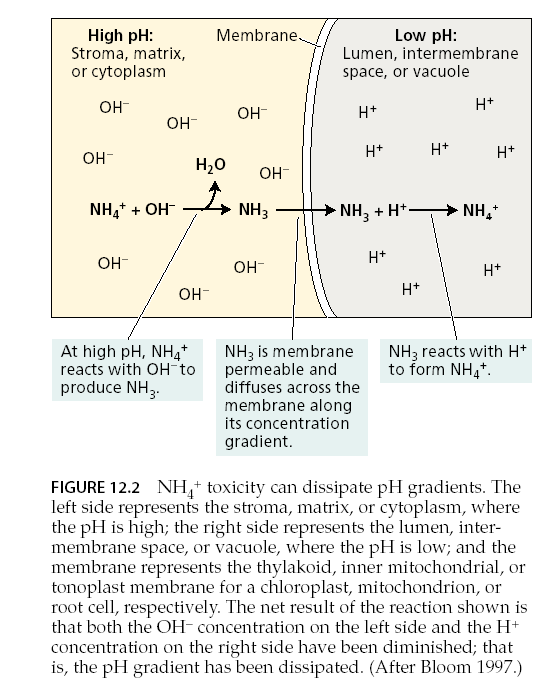 High pH:
Stroma, matrix,
or cytoplasm
Membrane
Low pH:
Lumen, intermembrane
space, or vacuole
OH⁻
OH⁻
OH⁻
H⁺
H⁺
OH⁻
H₂O
OH⁻
H⁺
H⁺
H⁺
NH₄⁺ + OH⁻
NH₃
NH₃ + H⁺
NH₄⁺
OH⁻
OH⁻
OH⁻
H⁺
H⁺
H⁺
At high pH, NH₄⁺
reacts with OH⁻ to
produce NH₃.
NH₃ is membrane
permeable and
diffuses across the
membrane along
its concentration
gradient.
NH₃ reacts with H⁺
to form NH₄⁺.
FIGURE 12.2 NH₄⁺ toxicity can dissipate pH gradients. The
left side represents the stroma, matrix, or cytoplasm, where
the pH is high; the right side represents the lumen, inter-
membrane space, or vacuole, where the pH is low; and the
membrane represents the thylakoid, inner mitochondrial, or
tonoplast membrane for a chloroplast, mitochondrion, or
root cell, respectively. The net result of the reaction shown is
that both the OH⁻ concentration on the left side and the H⁺
concentration on the right side have been diminished; that
is, the pH gradient has been dissipated. (After Bloom 1997.)